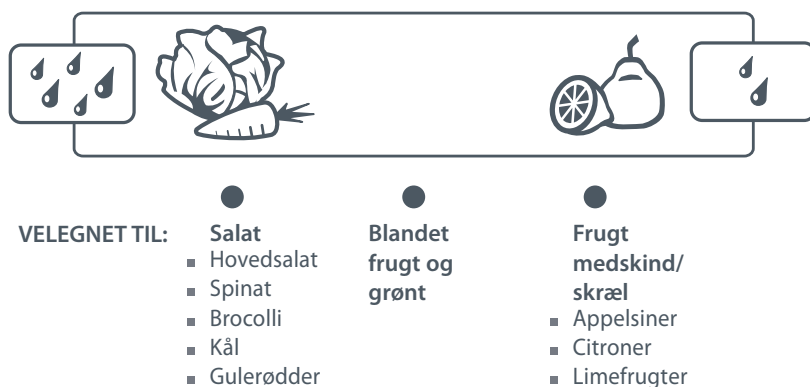 VELEGNET TIL:
Salat
Hovedsalat
Spinat
Brocolli
Kål
Gulerødder
Blandet
frugt og
grønt
Frugt
medskind/
skræl
Appelsiner
Citroner
Limefrugter